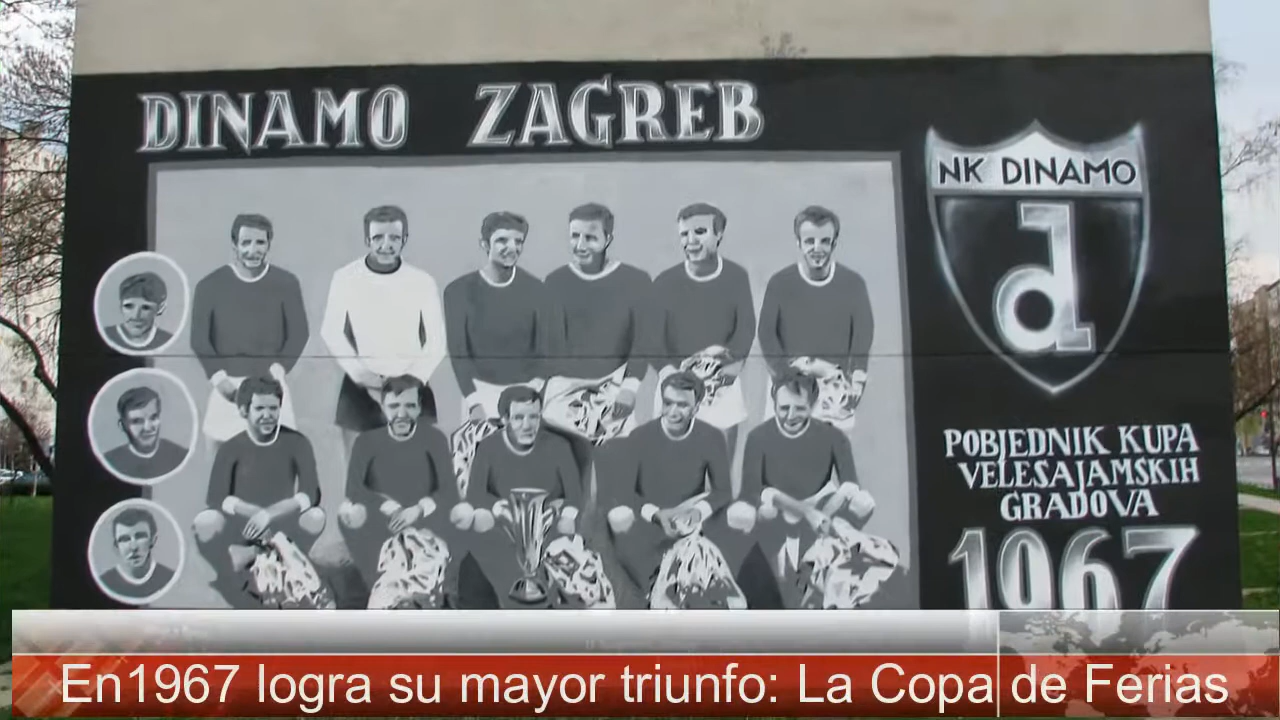 DINAMO ZAGREB
NK DINAMO
d
POBJEDNIK KUPA
VELESAJAMSKIH
GRADOVA
1967
En1967 logra su mayor triunfo: La Copa de Ferias